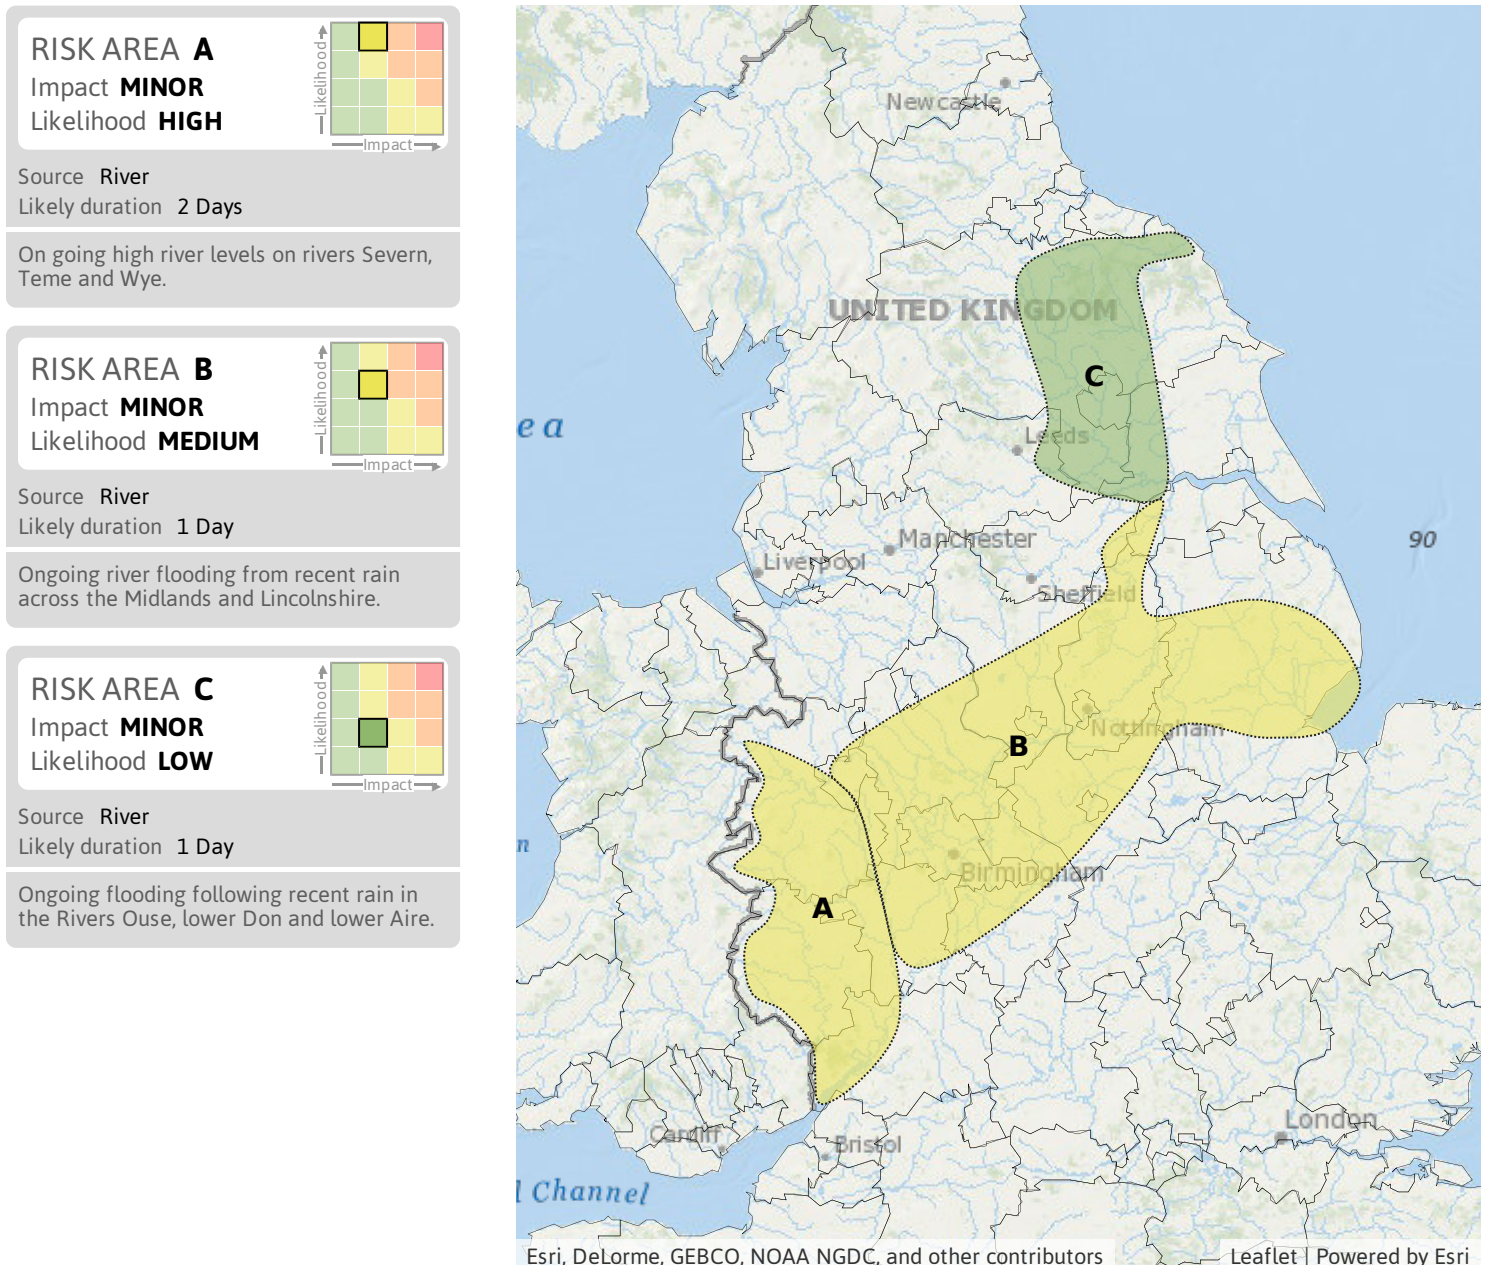 RISK AREA A
Impact MINOR
Likelihood HIGH
Likelihood
Impact
Source River
Likely duration 2 Days
On going high river levels on rivers Severn,
Teme and Wye.
RISK AREA B
Impact MINOR
Likelihood MEDIUM
Likelihood
Impact
Source River
Likely duration 1 Day
Ongoing river flooding from recent rain
across the Midlands and Lincolnshire.
RISK AREA C
Impact MINOR
Likelihood LOW
Likelihood
Impact
Source River
Likely duration 1 Day
Ongoing flooding following recent rain in
the Rivers Ouse, lower Don and lower Aire.
Newcastle
UNITED KINGDOM
C
e a
Leeds
Manchester
90
Liverpool
Sheffield
Nottingham
B
n
Birmingham
A
London
Cardiff
Bristol
l Channel
Esri, DeLorme, GEBCO, NOAA NGDC, and other contributors
Leaflet | Powered by Esri